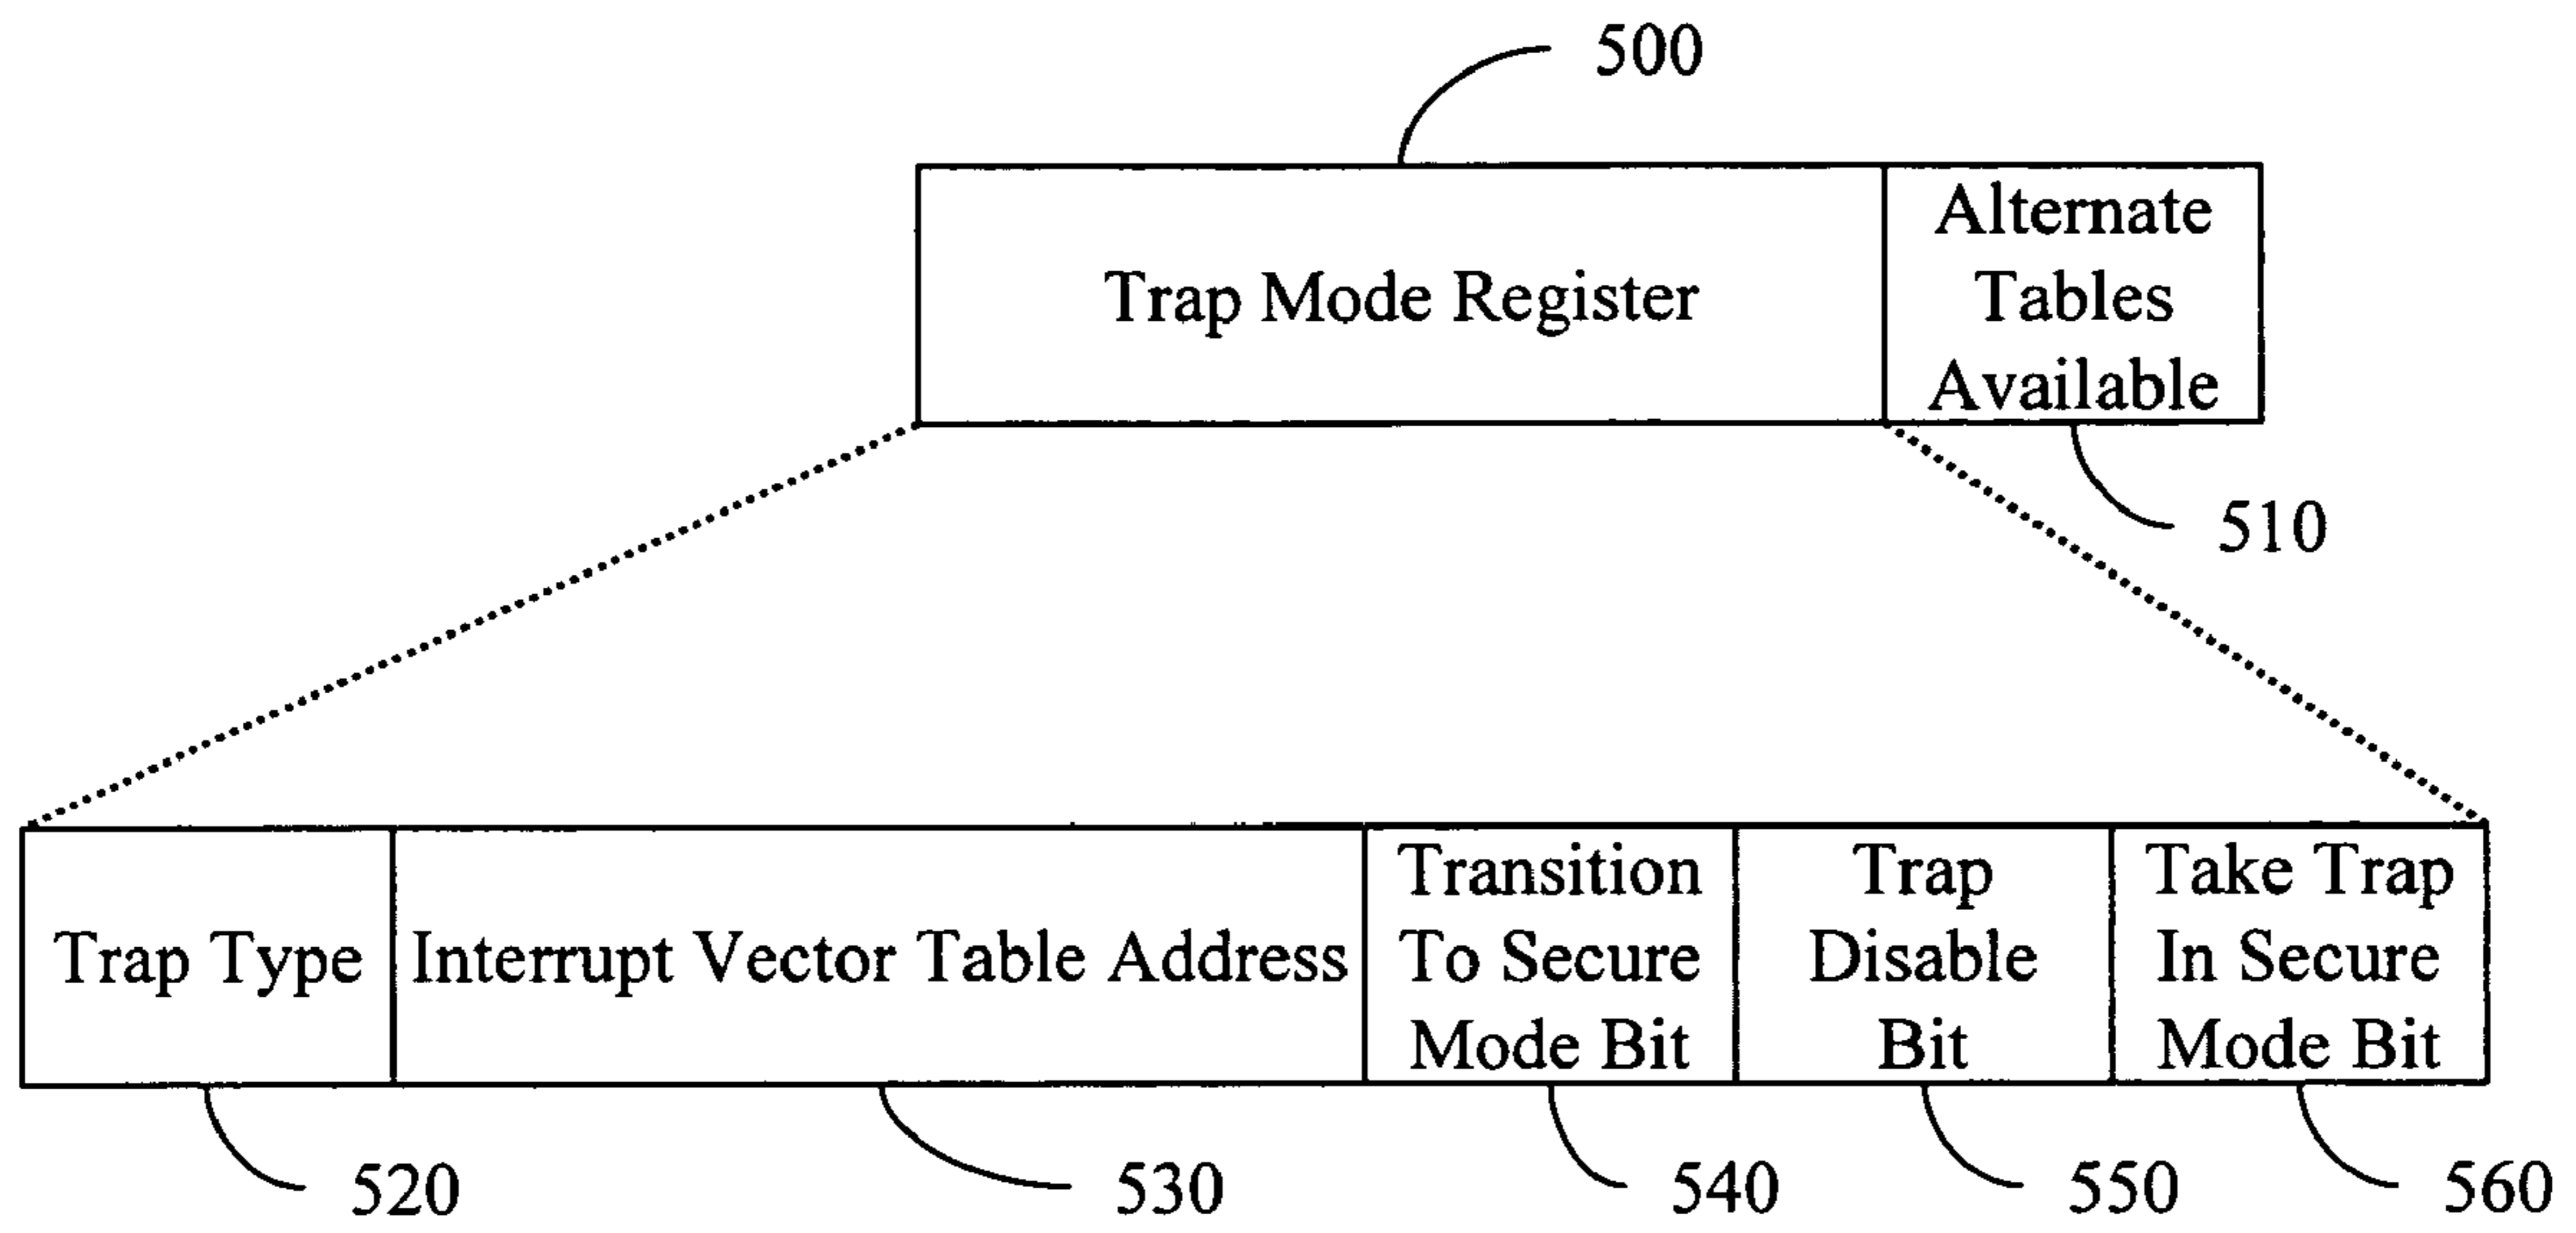 500
Trap Mode Register
Alternate
Tables
Available
510
Trap Type
Interrupt Vector Table Address
Transition
To Secure
Mode Bit
Trap
Disable
Bit
Take Trap
In Secure
Mode Bit
520
530
540
550
560